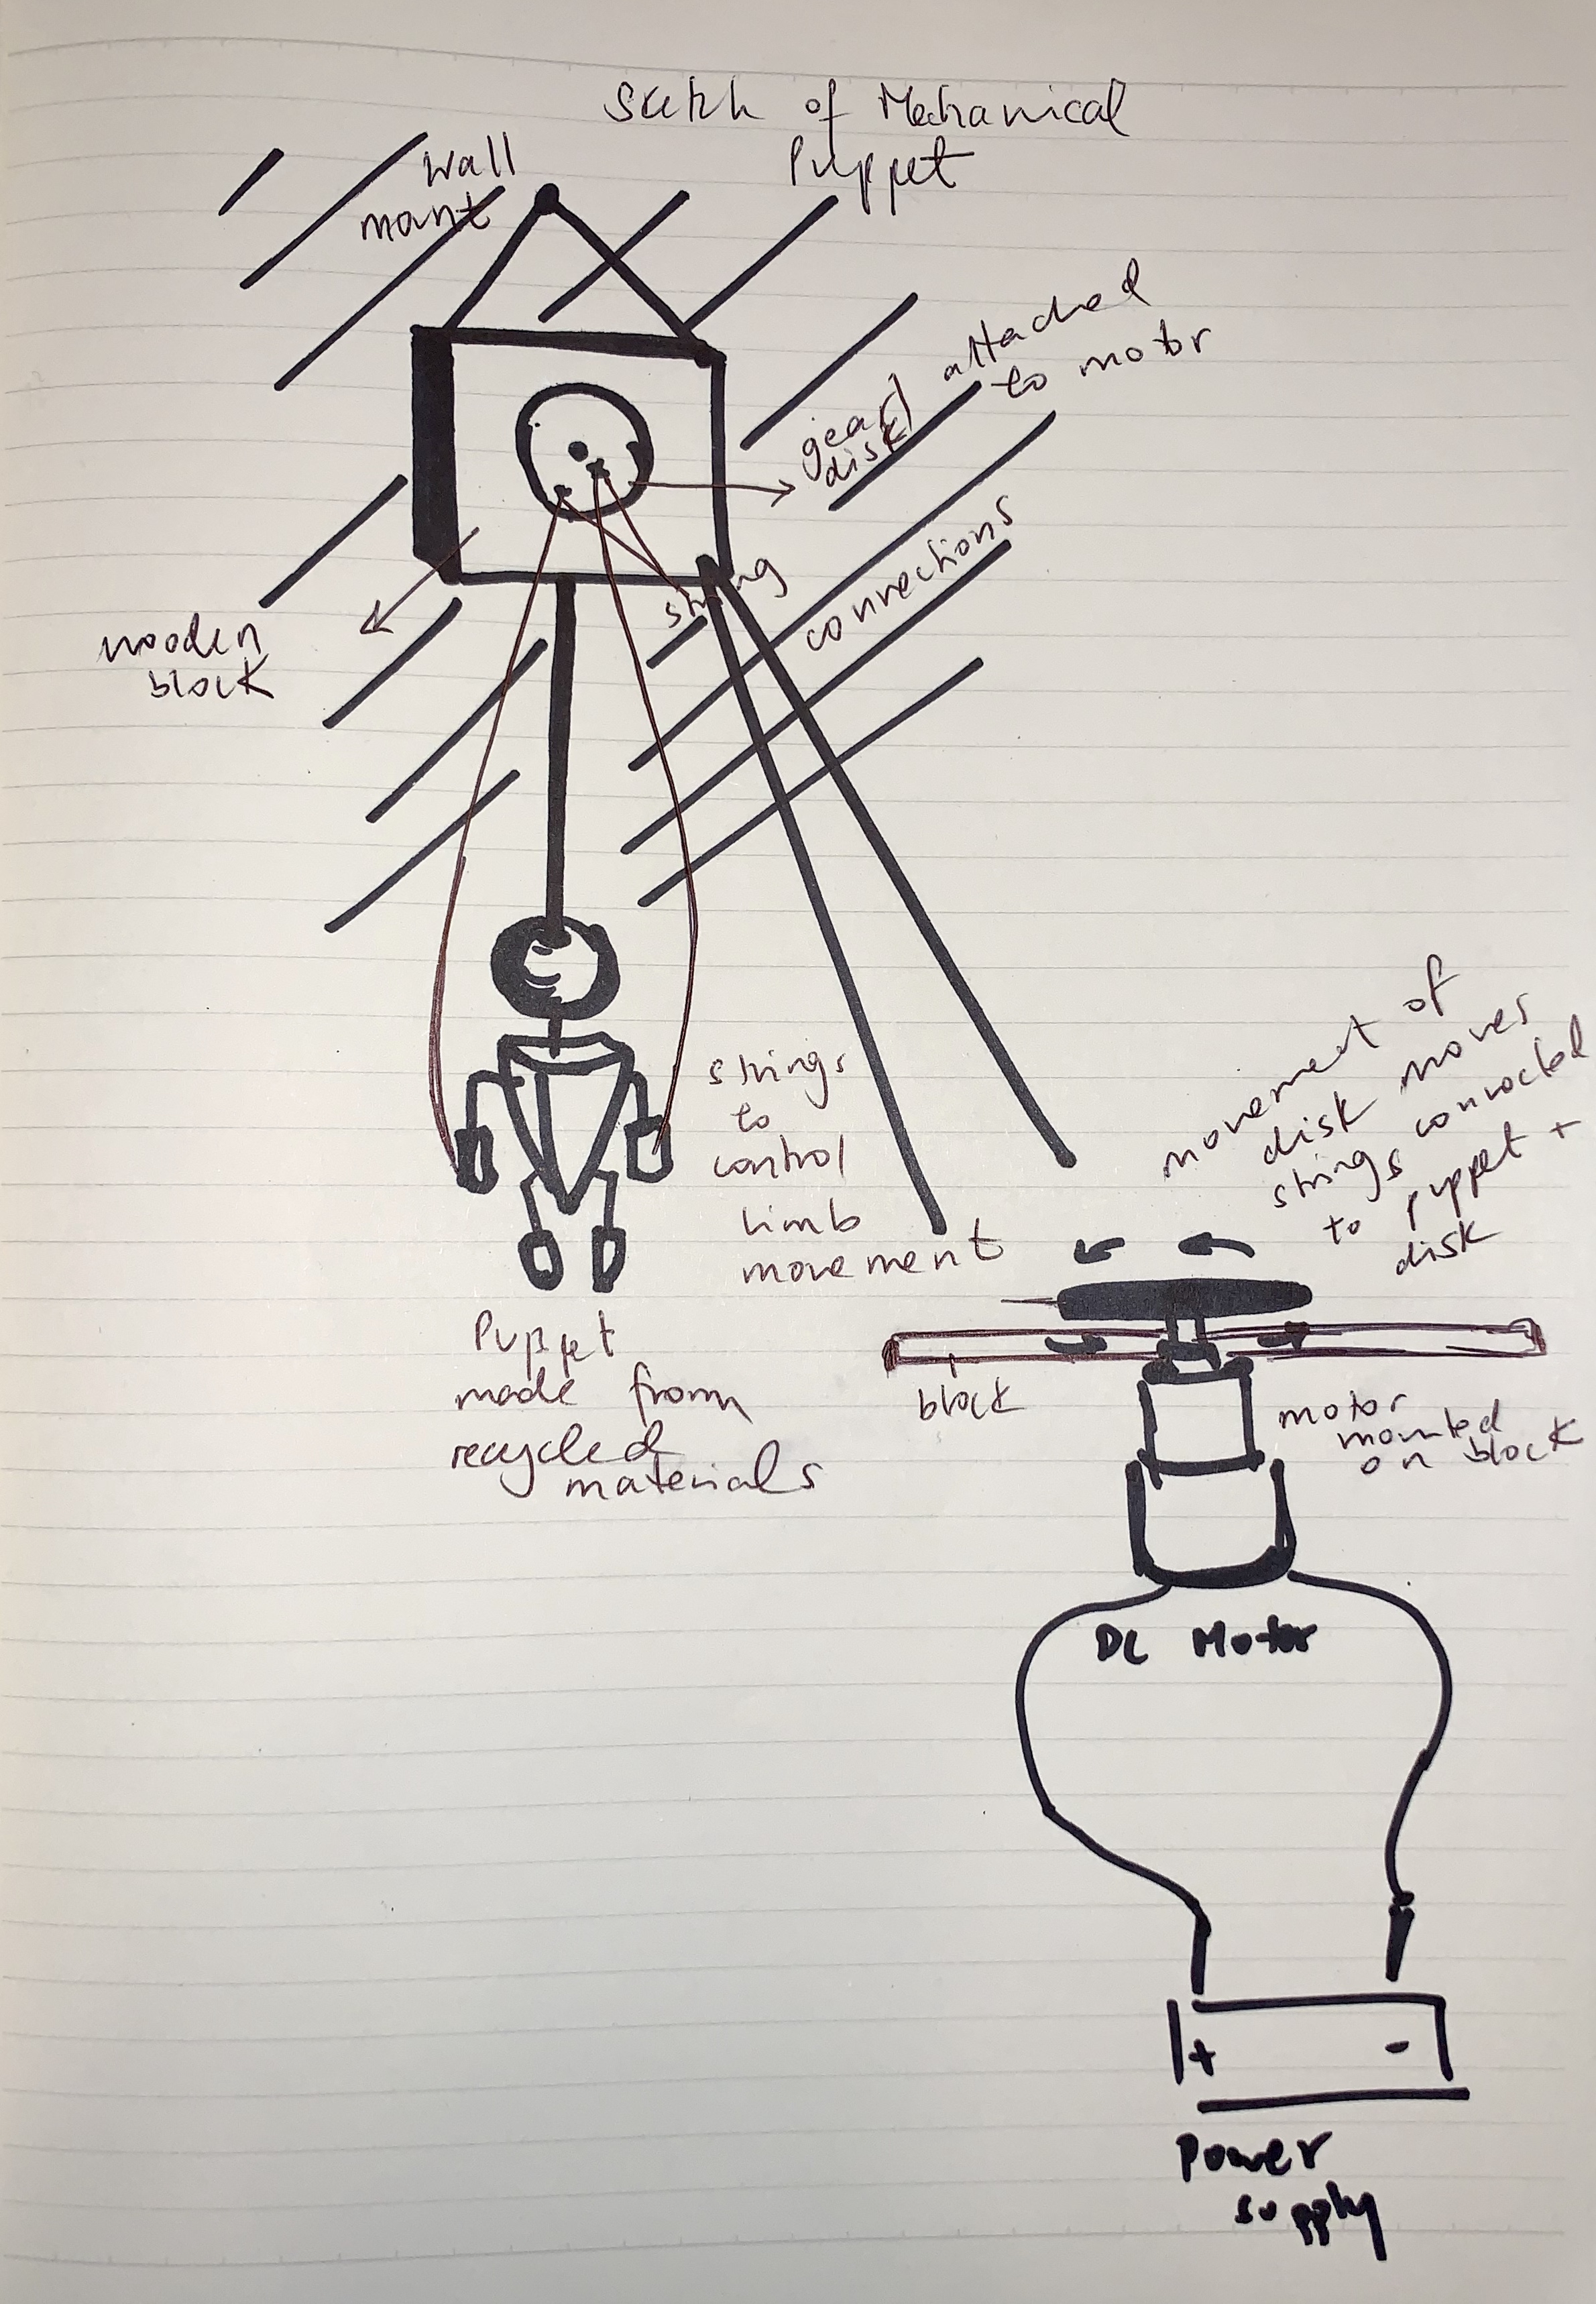 Sketch of Mechanical
Puppet
Wall
mount
gear/ attached
disk to motor
string
connections
wooden
block
strings
to
control
limb
movement
movement of
disk moves
strings connected
to puppet +
disk
Puppet
made from
recycled
materials
block
motor
mounted
on block
DC Motor
+ -
Power
supply